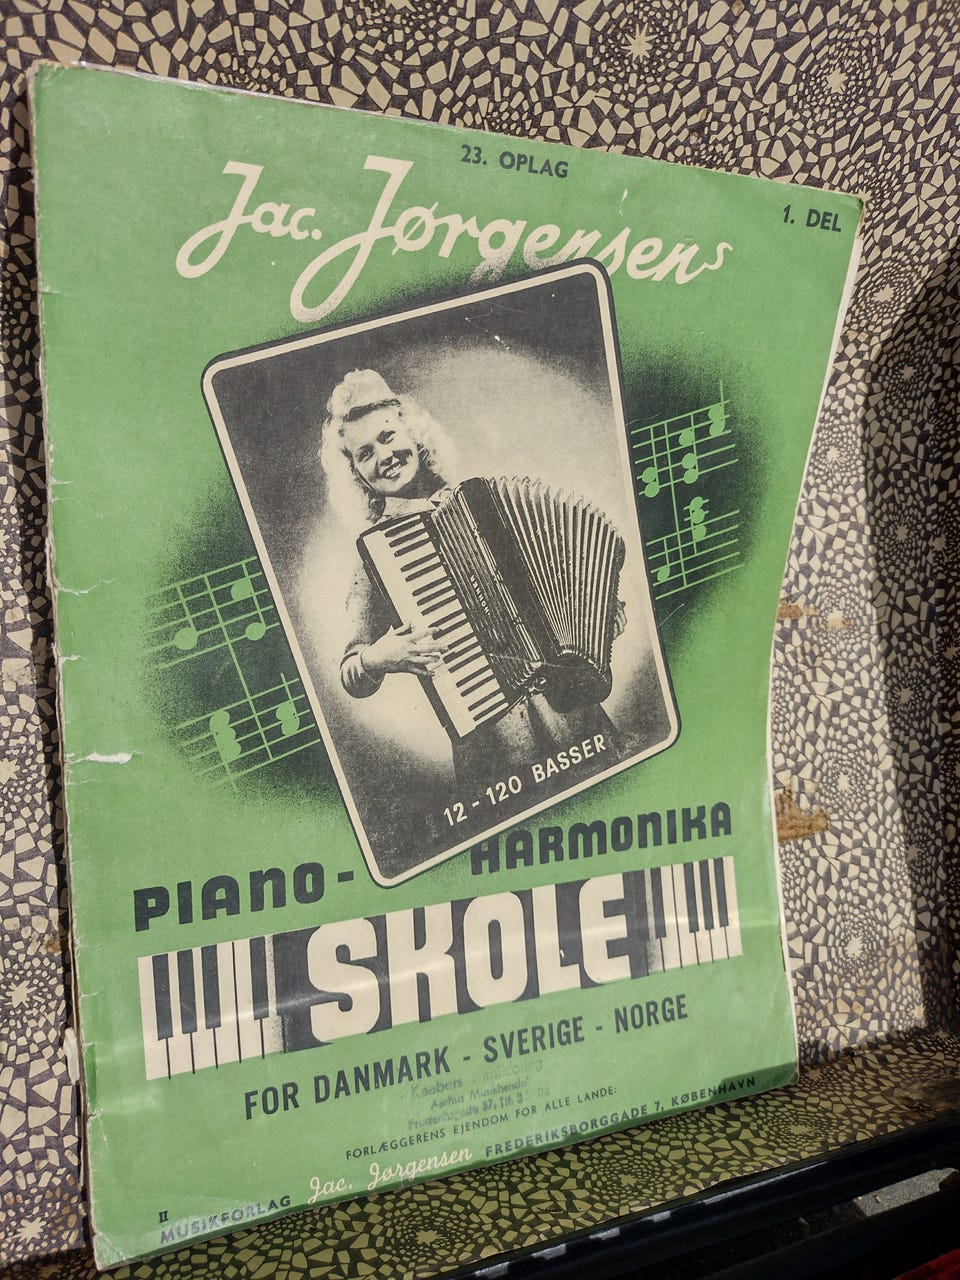 23. OPLAG
1. DEL
Jac. Jørgensens
12-120 BASSER
PIANO- HARMONIKA
SKOLE
FOR DANMARK - SVERIGE - NORGE
Kaabers
Aarhus Musikhandel
FORLÆGGERENS EJENDOM FOR ALLE LANDE:
II
MUSIKFORLAG Jac. Jørgensen FREDERIKSBORGGADE 7, KØBENHAVN